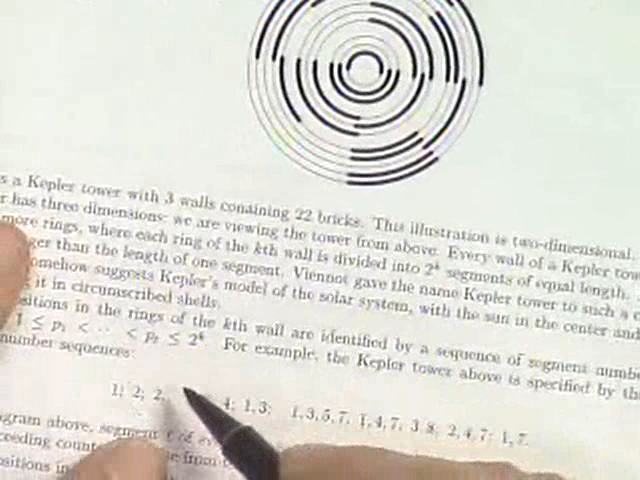 s a Kepler tower with 3 walls conaining 22 bricks. This illustration is two-dimensional.
r has three dimensions: we are viewing the tower from above. Every wall of a Kepler tow
more rings, where each ring of the kth wall is divided into 2^k segments of equal length.
ger than the length of one segment. Viennot gave the name Kepler tower to such a c
omehow suggests Kepler's model of the solar system, with the sun in the center and
it in circumscribed shells.
ositions in the rings of the kth wall are identified by a sequence of segment numbe
1 ≤ p1 < ··· < pt ≤ 2^k. For example, the Kepler tower above is specified by th
number sequences:
1; 2; 2, 4; 1, 3; 1, 3, 5, 7, 1, 4, 7, 3 8; 2, 4, 7; 1, 7.
ogram above, segment
ceeding count
ositions in